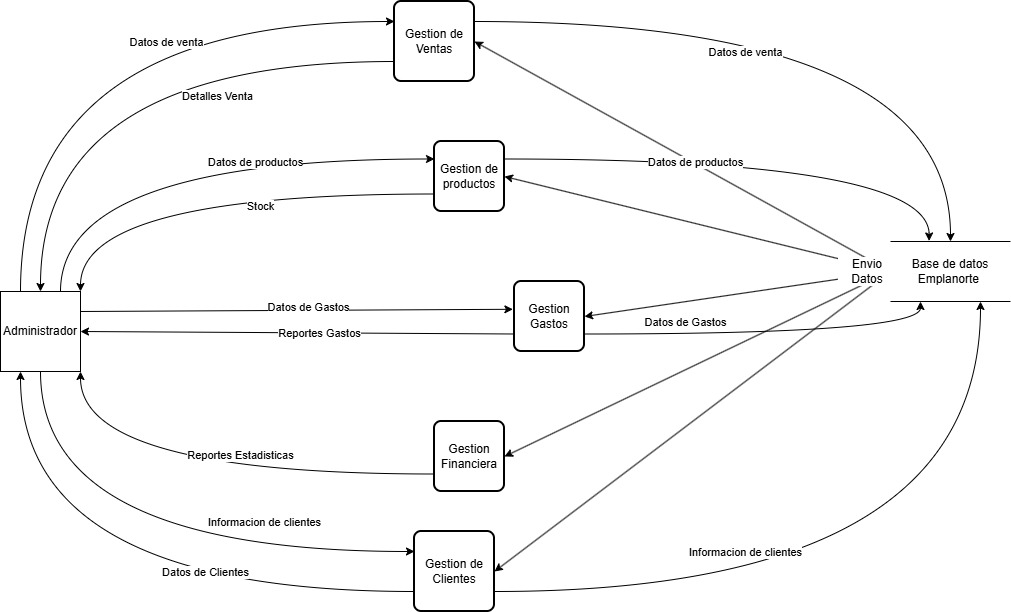 Gestion de
Ventas
Datos de venta
Datos de venta
Detalles Venta
Datos de productos
Gestion de
productos
Datos de productos
Stock
Envio
Datos
Base de datos
Emplanorte
Administrador
Datos de Gastos
Gestion
Gastos
Reportes Gastos
Datos de Gastos
Reportes Estadisticas
Gestion
Financiera
Informacion de clientes
Informacion de clientes
Gestion de
Clientes
Datos de Clientes